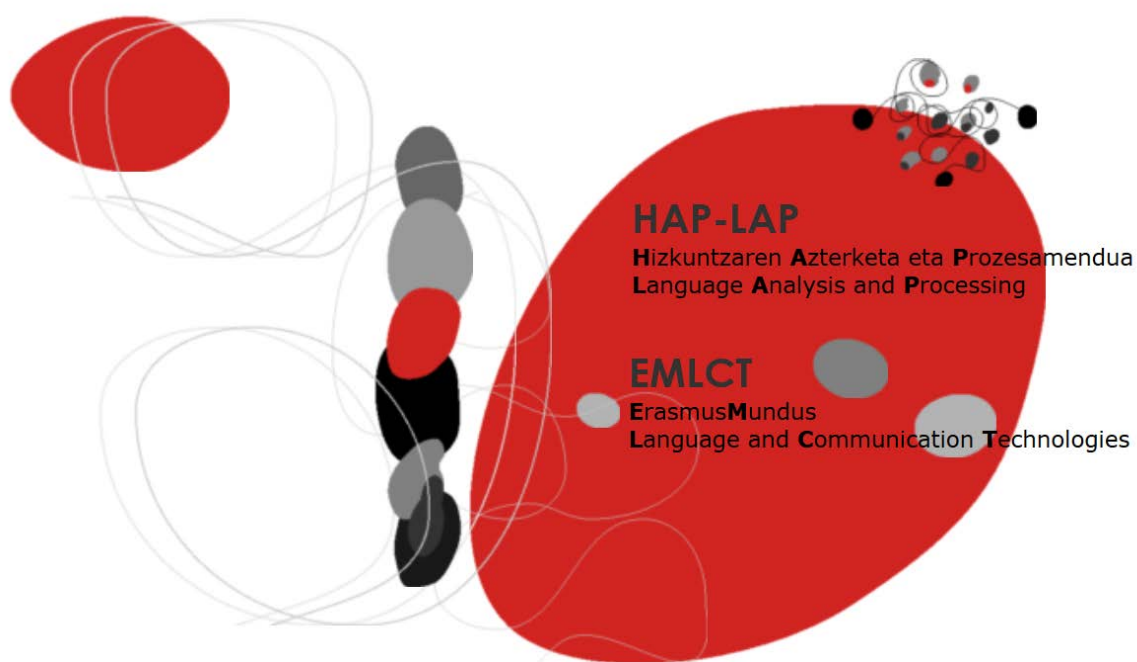 HAP-LAP
Hizkuntzaren Azterketa eta Prozesamendua
Language Analysis and Processing
EMLCT
ErasmusMundus
Language and Communication Technologies